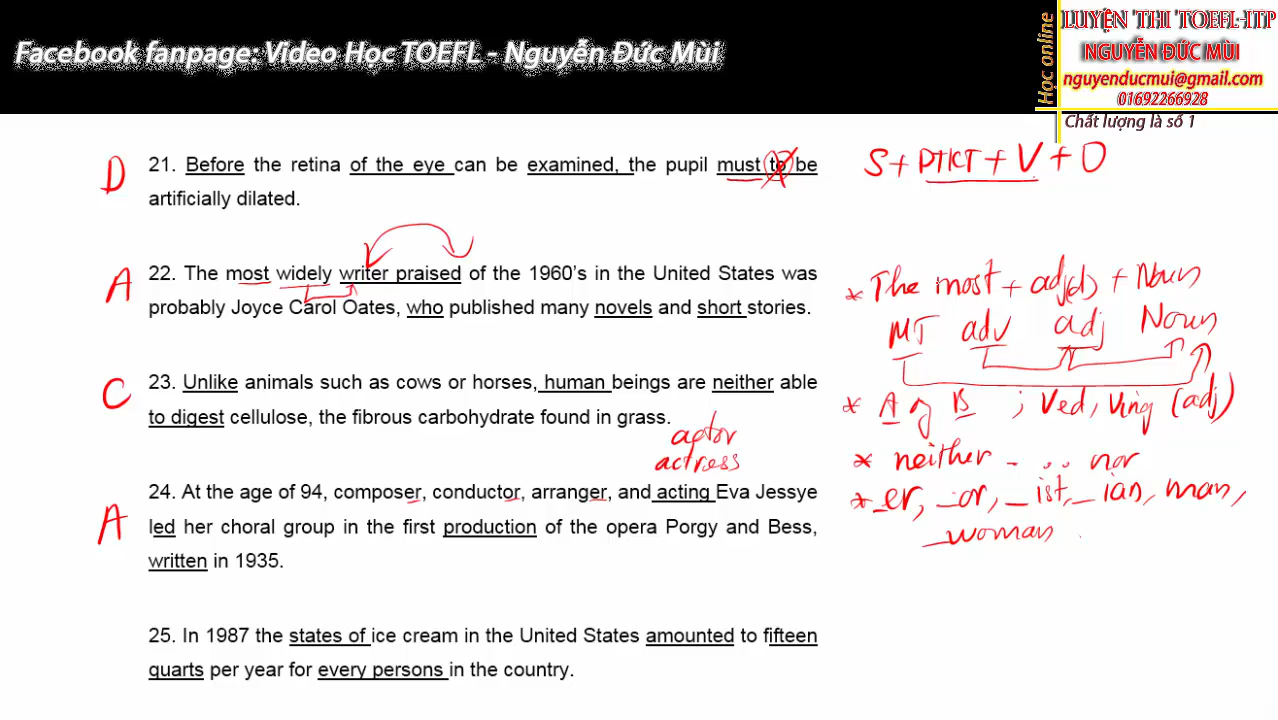 Facebook fanpage: Video Học TOEFL - Nguyễn Đức Mùi
Học online
LUYỆN THI TOEFL-ITP
NGUYỄN ĐỨC MÙI
nguyenducmui@gmail.com
01692266928
Chất lượng là số 1
D
21. Before the retina of the eye can be examined, the pupil must to be
artificially dilated.
S + DTKT + V + O
A
22. The most widely writer praised of the 1960's in the United States was
probably Joyce Carol Oates, who published many novels and short stories.
* The most + adj(d) + Noun
MT adv adj Noun
C
23. Unlike animals such as cows or horses, human beings are neither able
to digest cellulose, the fibrous carbohydrate found in grass.
* A of B ; Ved, Ving (adj)
actor
actress
* neither ... nor
A
24. At the age of 94, composer, conductor, arranger, and acting Eva Jessye
led her choral group in the first production of the opera Porgy and Bess,
written in 1935.
* _er, _or, _ist, _ian, man,
_woman
25. In 1987 the states of ice cream in the United States amounted to fifteen
quarts per year for every persons in the country.